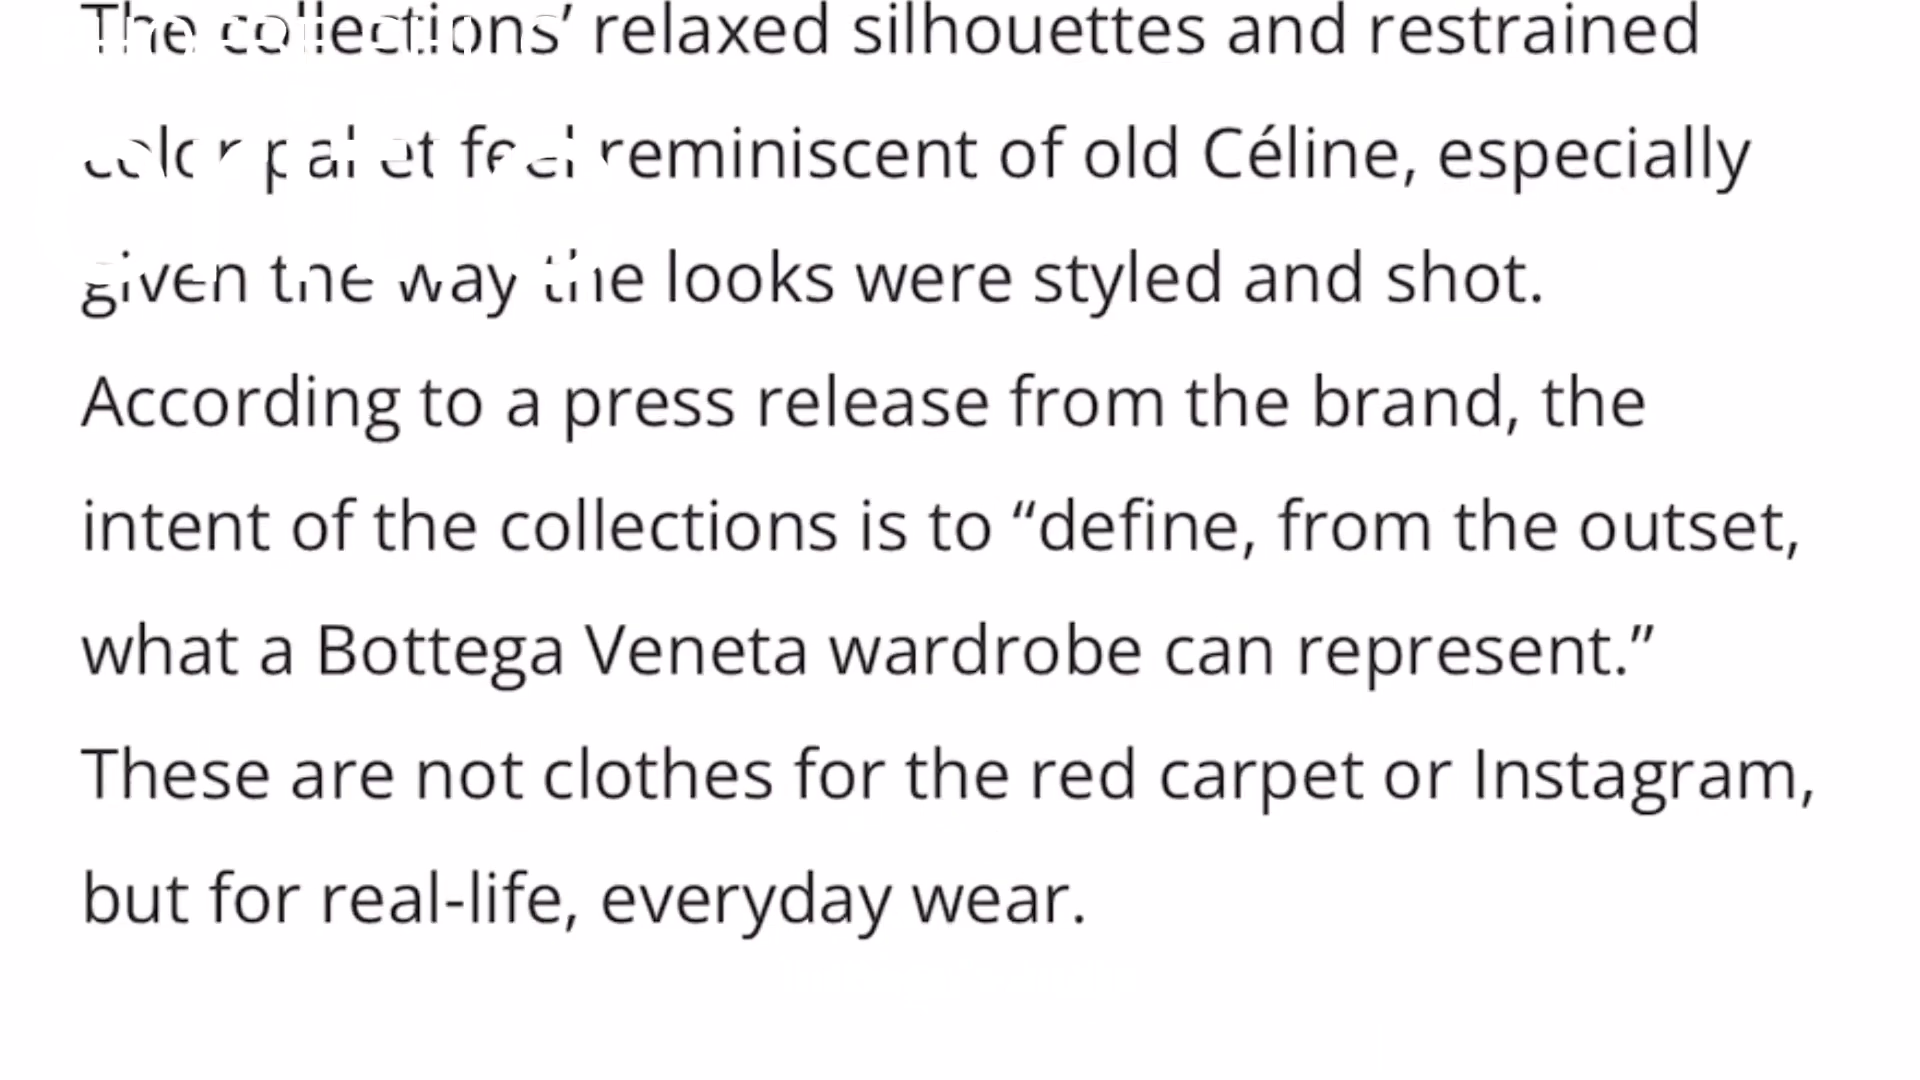 The collections’ relaxed silhouettes and restrained
color pallet feel reminiscent of old Céline, especially
given the way the looks were styled and shot.
According to a press release from the brand, the
intent of the collections is to “define, from the outset,
what a Bottega Veneta wardrobe can represent.”
These are not clothes for the red carpet or Instagram,
but for real-life, everyday wear.